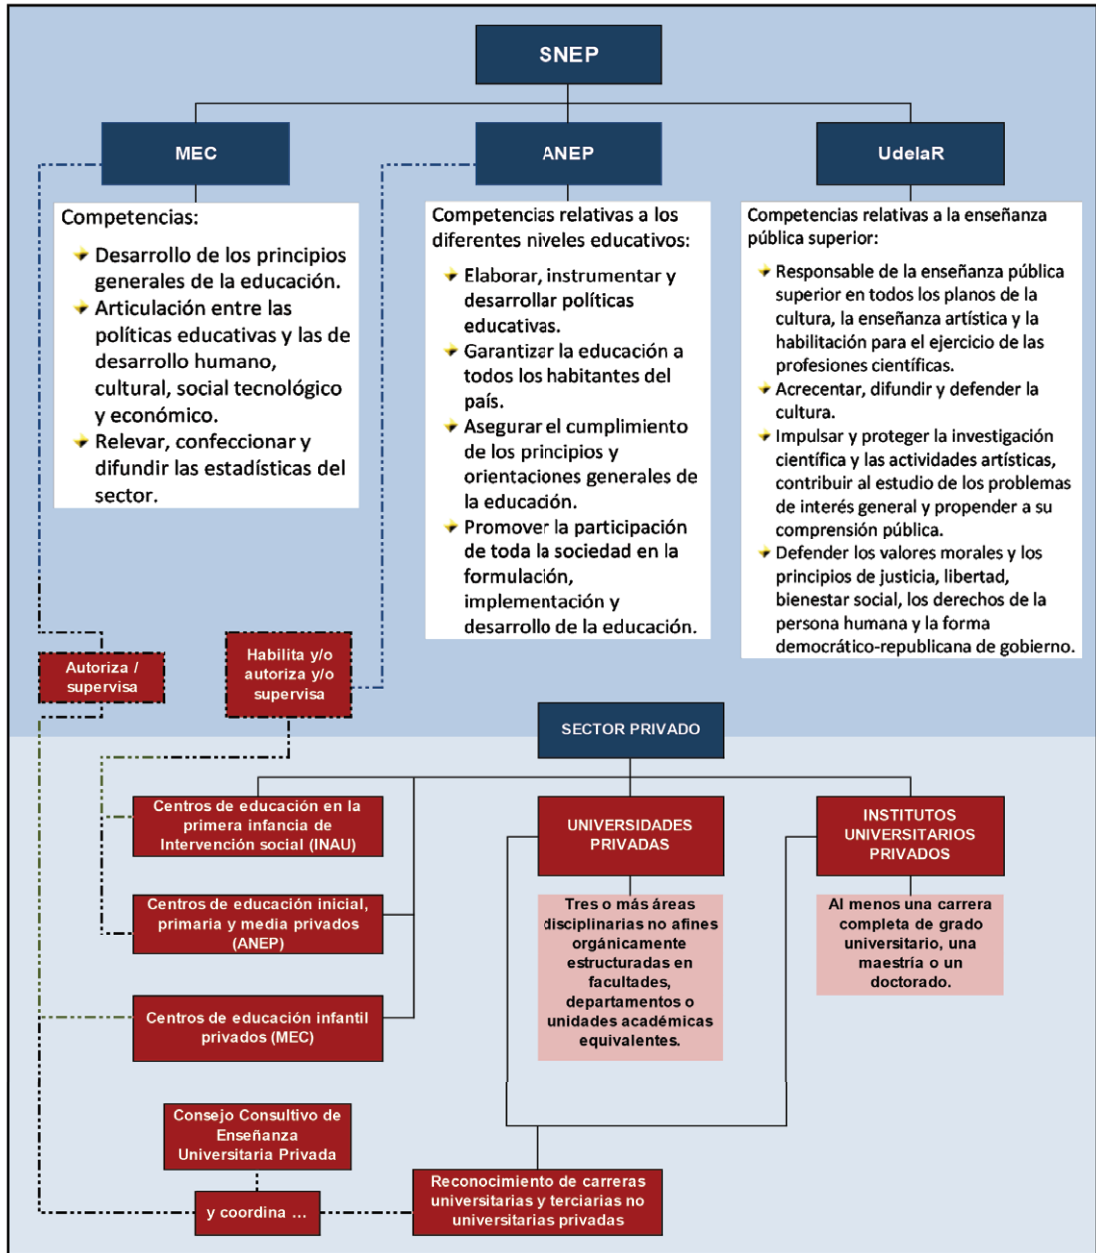 SNEP
MEC
ANEP
UdelaR
Competencias:
Desarrollo de los principios
generales de la educación.
Articulación entre las
políticas educativas y las de
desarrollo humano,
cultural, social tecnológico
y económico.
Relevar, confeccionar y
difundir las estadísticas del
sector.
Competencias relativas a los
diferentes niveles educativos:
Elaborar, instrumentar y
desarrollar políticas
educativas.
Garantizar la educación a
todos los habitantes del
país.
Asegurar el cumplimiento
de los principios y
orientaciones generales de
la educación.
Promover la participación
de toda la sociedad en la
formulación,
implementación y
desarrollo de la educación.
Competencias relativas a la enseñanza
pública superior:
Responsable de la enseñanza pública
superior en todos los planos de la
cultura, la enseñanza artística y la
habilitación para el ejercicio de las
profesiones científicas.
Acrecentar, difundir y defender la
cultura.
Impulsar y proteger la investigación
científica y las actividades artísticas,
contribuir al estudio de los problemas
de interés general y propender a su
comprensión pública.
Defender los valores morales y los
principios de justicia, libertad,
bienestar social, los derechos de la
persona humana y la forma
democrático-republicana de gobierno.
Autoriza /
supervisa
Habilita y/o
autoriza y/o
supervisa
SECTOR PRIVADO
Centros de educación en la
primera infancia de
Intervención social (INAU)
UNIVERSIDADES
PRIVADAS
INSTITUTOS
UNIVERSITARIOS
PRIVADOS
Centros de educación inicial,
primaria y media privados
(ANEP)
Tres o más áreas
disciplinarias no afines
orgánicamente
estructuradas en
facultades,
departamentos o
unidades académicas
equivalentes.
Al menos una carrera
completa de grado
universitario, una
maestría o un
doctorado.
Centros de educación infantil
privados (MEC)
Consejo Consultivo de
Enseñanza
Universitaria Privada
y coordina ...
Reconocimiento de carreras
universitarias y terciarias no
universitarias privadas